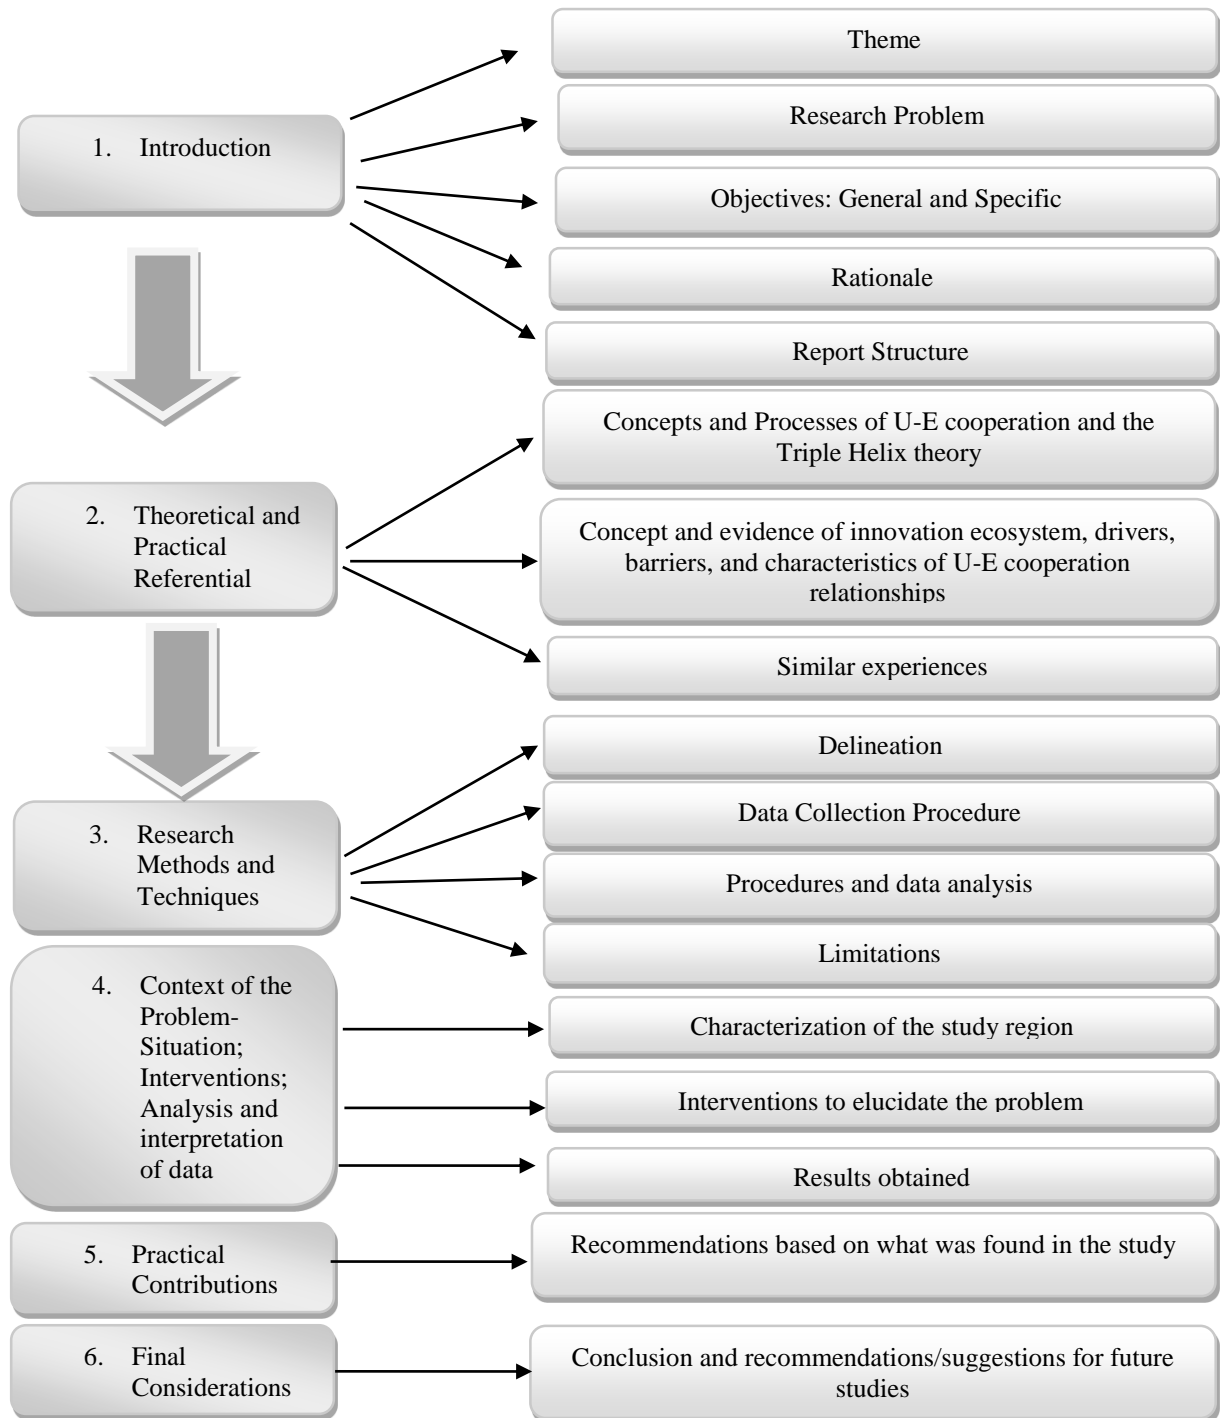 1. Introduction
Theme
Research Problem
Objectives: General and Specific
Rationale
Report Structure
2. Theoretical and
Practical
Referential
Concepts and Processes of U-E cooperation and the
Triple Helix theory
Concept and evidence of innovation ecosystem, drivers,
barriers, and characteristics of U-E cooperation
relationships
Similar experiences
3. Research
Methods and
Techniques
Delineation
Data Collection Procedure
Procedures and data analysis
Limitations
4. Context of the
Problem-
Situation;
Interventions;
Analysis and
interpretation
of data
Characterization of the study region
Interventions to elucidate the problem
Results obtained
5. Practical
Contributions
Recommendations based on what was found in the study
6. Final
Considerations
Conclusion and recommendations/suggestions for future
studies